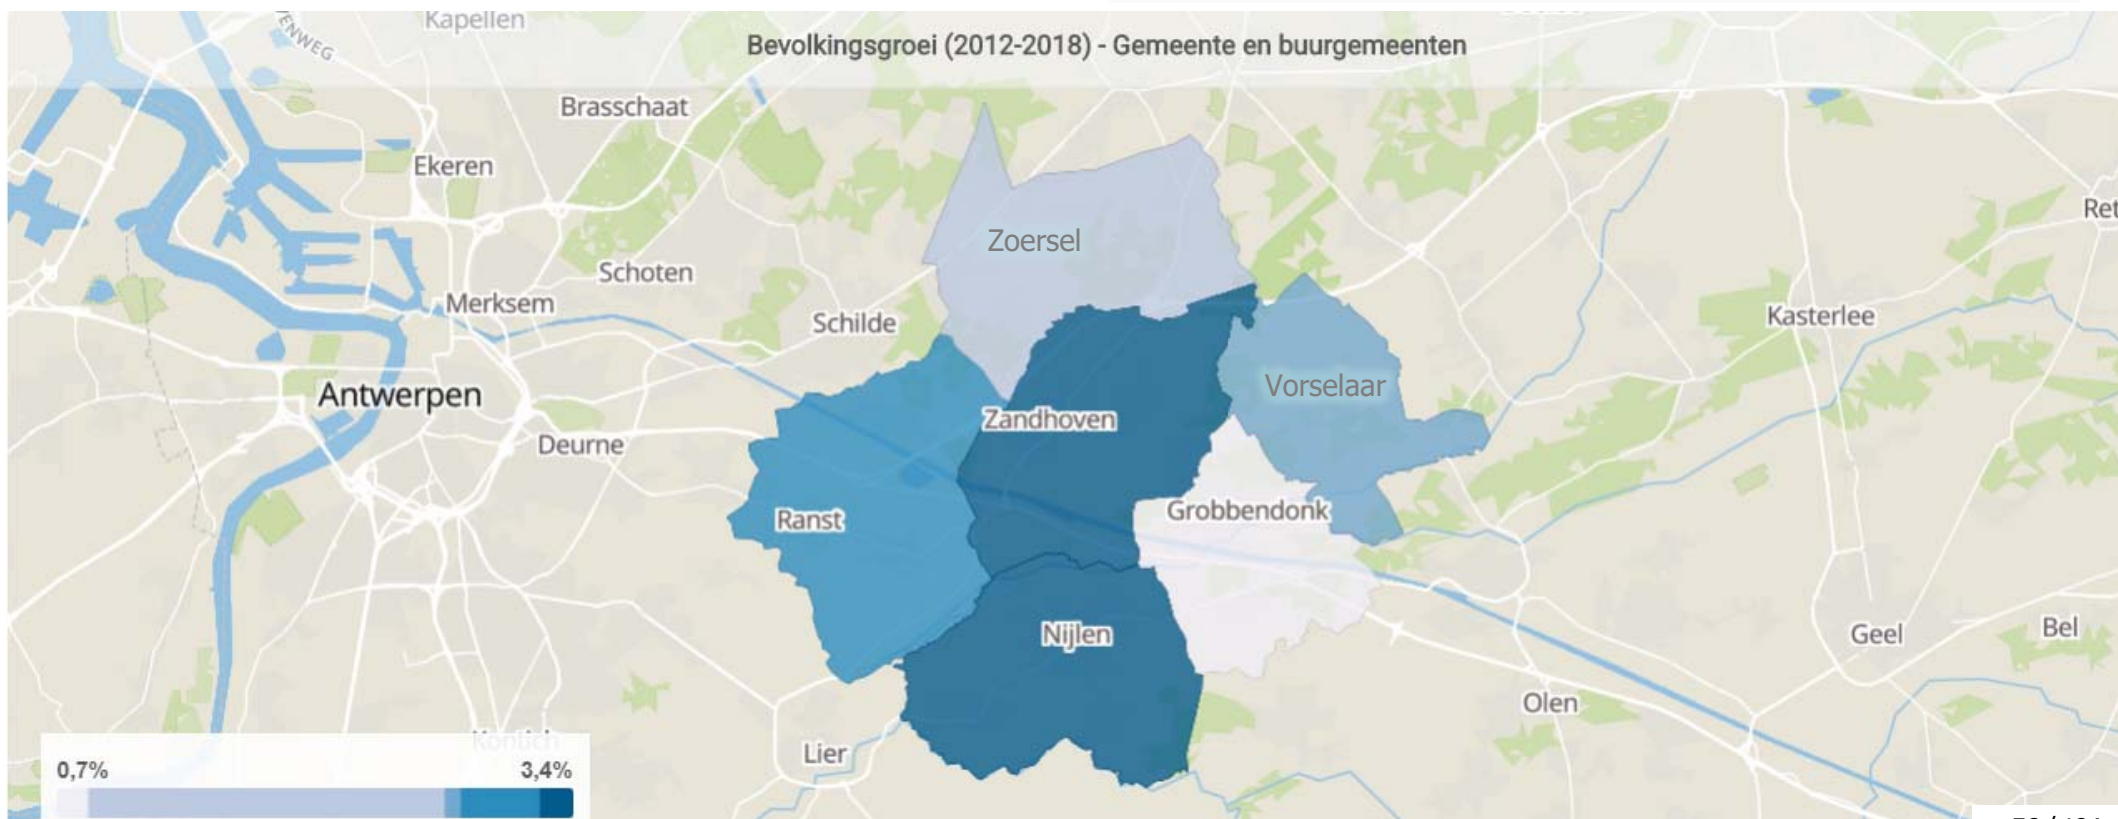 Kapellen
Bevolkingsgroei (2012-2018) - Gemeente en buurgemeenten
Brasschaat
Ekeren
Ret
Zoersel
Schoten
Merksem
Schilde
Kasterlee
Vorselaar
Antwerpen
Zandhoven
Deurne
Grobbendonk
Ranst
Nijlen
Geel
Bel
Olen
Kontich
Lier
0,7%
3,4%